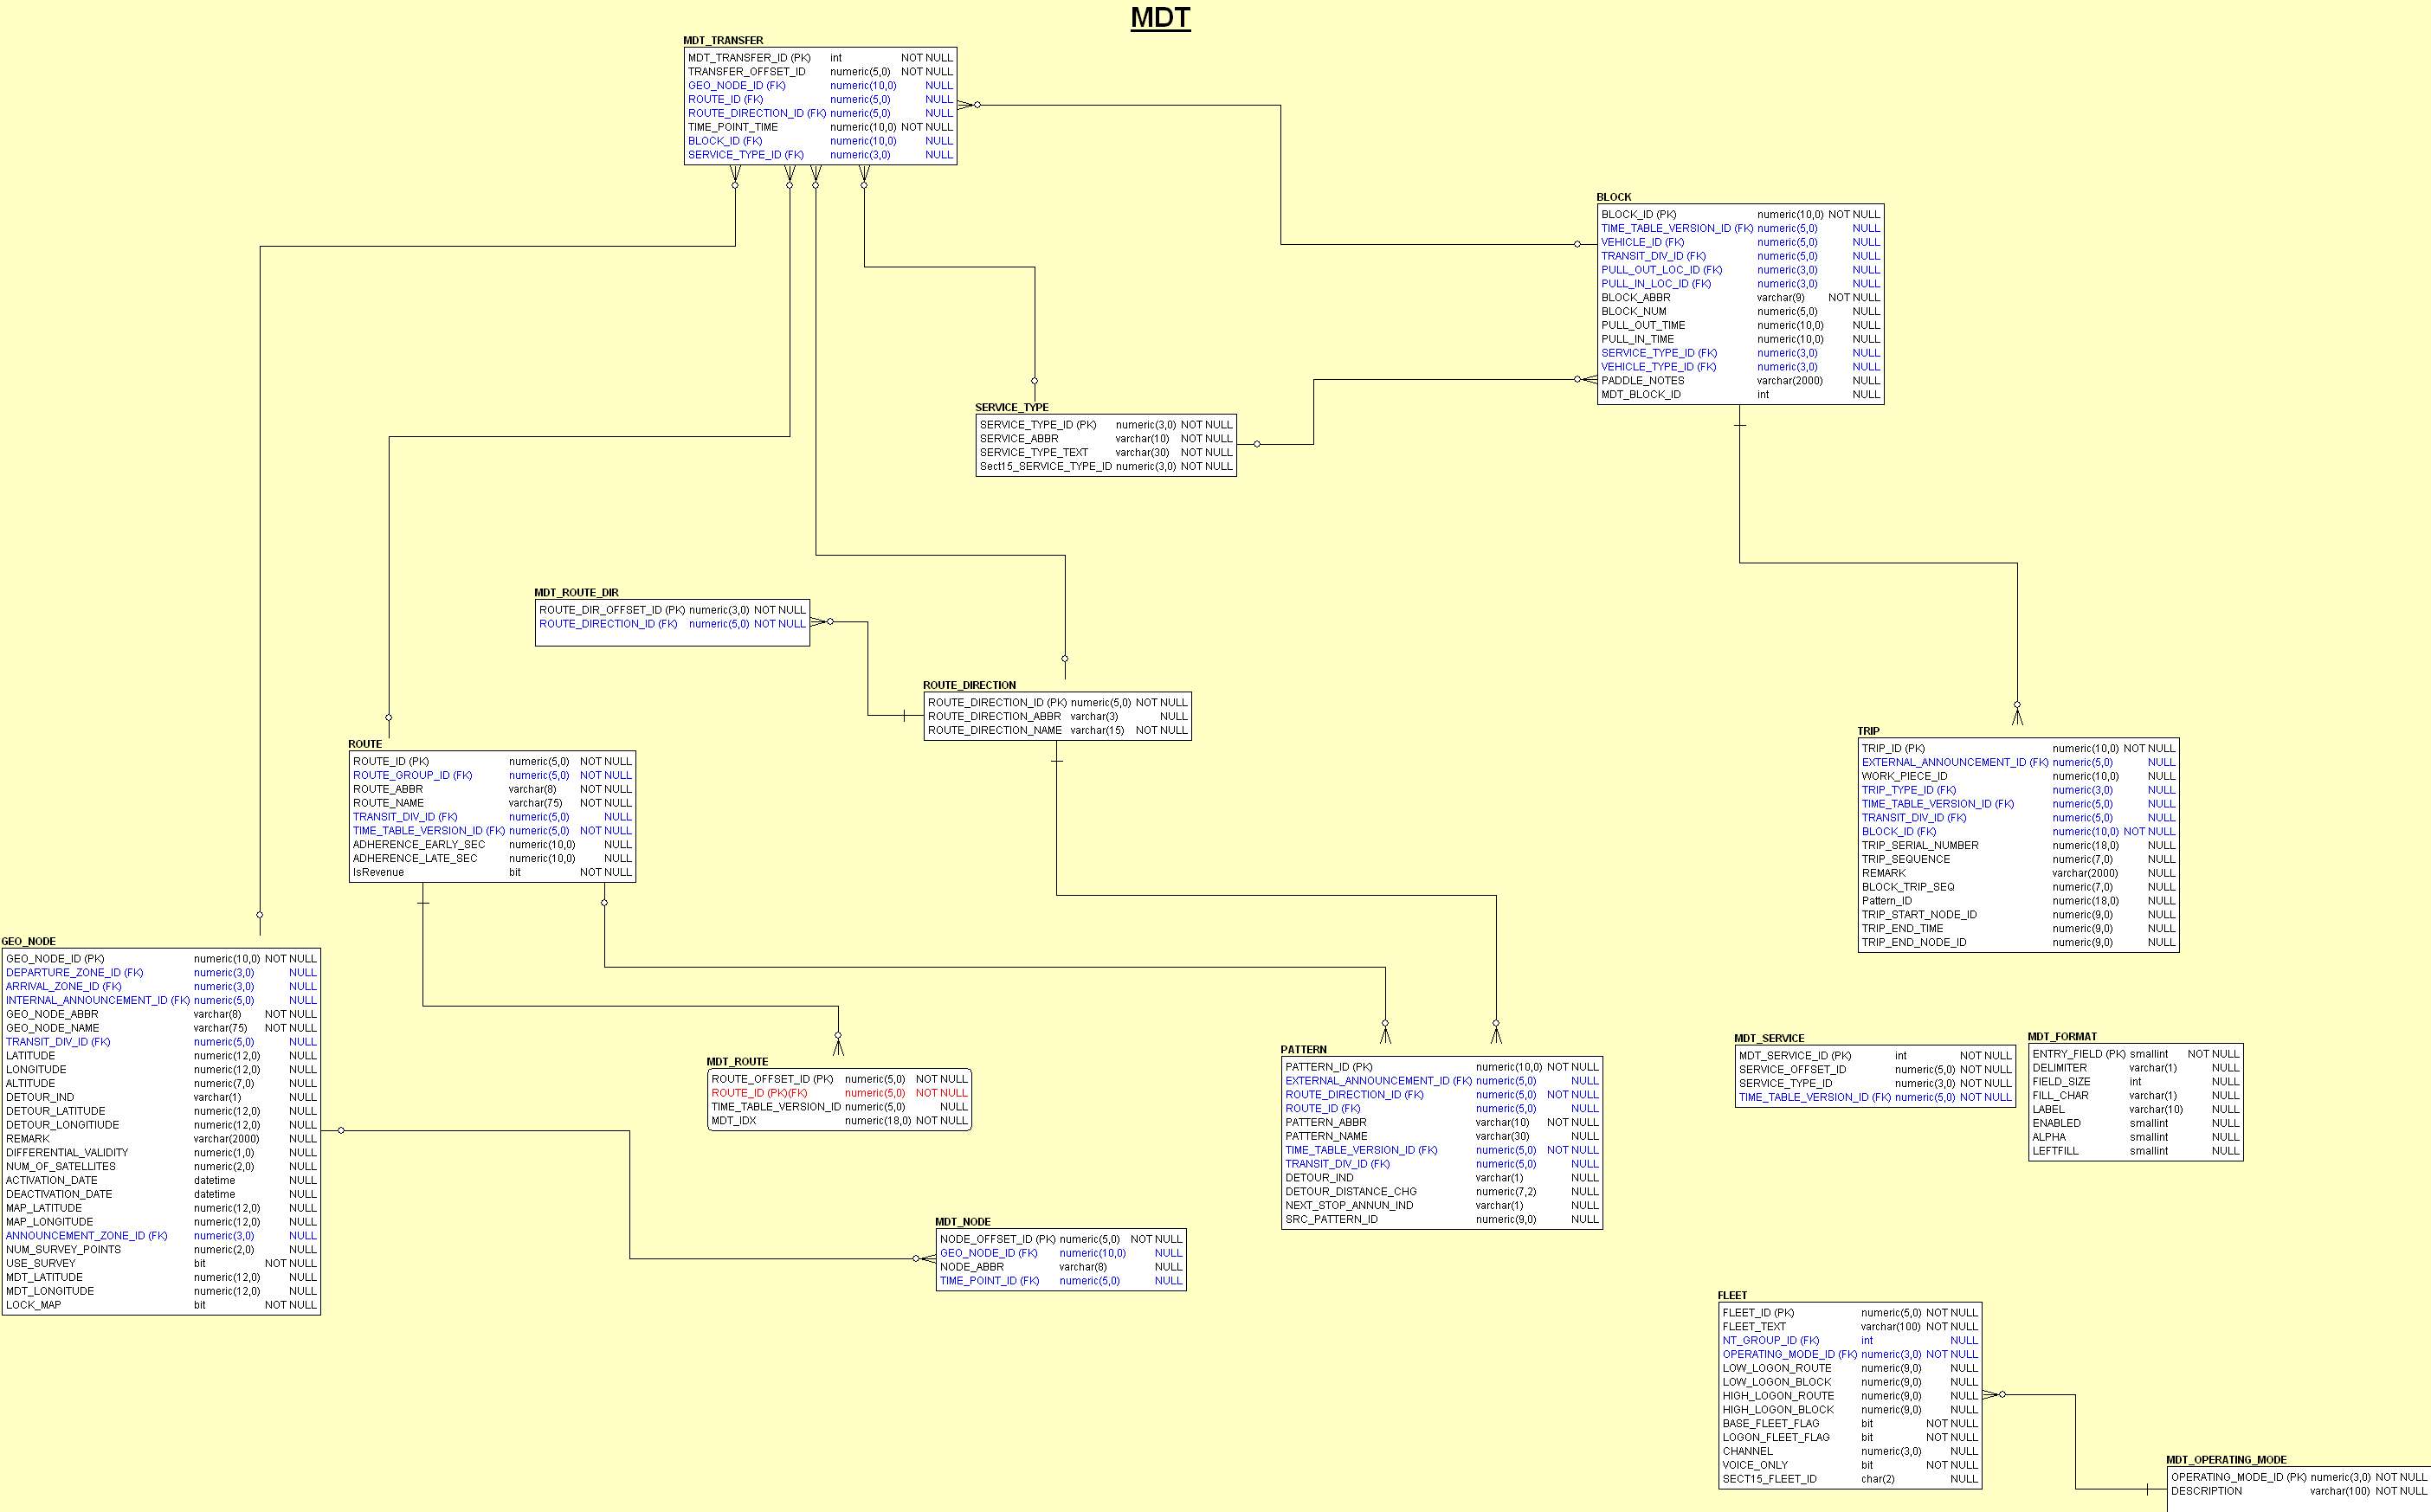 MDT
MDT_TRANSFER
MDT_TRANSFER_ID (PK) int NOT NULL
TRANSFER_OFFSET_ID numeric(5,0) NOT NULL
GEO_NODE_ID (FK) numeric(10,0) NULL
ROUTE_ID (FK) numeric(5,0) NULL
ROUTE_DIRECTION_ID (FK) numeric(5,0) NULL
TIME_POINT_TIME numeric(10,0) NOT NULL
BLOCK_ID (FK) numeric(10,0) NULL
SERVICE_TYPE_ID (FK) numeric(3,0) NULL
BLOCK
BLOCK_ID (PK) numeric(10,0) NOT NULL
TIME_TABLE_VERSION_ID (FK) numeric(5,0) NULL
VEHICLE_ID (FK) numeric(5,0) NULL
TRANSIT_DIV_ID (FK) numeric(5,0) NULL
PULL_OUT_LOC_ID (FK) numeric(3,0) NULL
PULL_IN_LOC_ID (FK) numeric(3,0) NULL
BLOCK_ABBR varchar(9) NOT NULL
BLOCK_NUM numeric(5,0) NULL
PULL_OUT_TIME numeric(10,0) NULL
PULL_IN_TIME numeric(10,0) NULL
SERVICE_TYPE_ID (FK) numeric(3,0) NULL
VEHICLE_TYPE_ID (FK) numeric(3,0) NULL
PADDLE_NOTES varchar(2000) NULL
MDT_BLOCK_ID int NULL
SERVICE_TYPE
SERVICE_TYPE_ID (PK) numeric(3,0) NOT NULL
SERVICE_ABBR varchar(10) NOT NULL
SERVICE_TYPE_TEXT varchar(30) NOT NULL
Sect15_SERVICE_TYPE_ID numeric(3,0) NOT NULL
MDT_ROUTE_DIR
ROUTE_DIR_OFFSET_ID (PK) numeric(3,0) NOT NULL
ROUTE_DIRECTION_ID (FK) numeric(5,0) NOT NULL
ROUTE_DIRECTION
ROUTE_DIRECTION_ID (PK) numeric(5,0) NOT NULL
ROUTE_DIRECTION_ABBR varchar(3) NULL
ROUTE_DIRECTION_NAME varchar(15) NOT NULL
TRIP
TRIP_ID (PK) numeric(10,0) NOT NULL
EXTERNAL_ANNOUNCEMENT_ID (FK) numeric(5,0) NULL
WORK_PIECE_ID numeric(10,0) NULL
TRIP_TYPE_ID (FK) numeric(3,0) NULL
TIME_TABLE_VERSION_ID (FK) numeric(5,0) NULL
TRANSIT_DIV_ID (FK) numeric(5,0) NULL
BLOCK_ID (FK) numeric(10,0) NOT NULL
TRIP_SERIAL_NUMBER numeric(18,0) NULL
TRIP_SEQUENCE numeric(7,0) NULL
REMARK varchar(2000) NULL
BLOCK_TRIP_SEQ numeric(7,0) NULL
Pattern_ID numeric(18,0) NULL
TRIP_START_NODE_ID numeric(9,0) NULL
TRIP_END_TIME numeric(9,0) NULL
TRIP_END_NODE_ID numeric(9,0) NULL
ROUTE
ROUTE_ID (PK) numeric(5,0) NOT NULL
ROUTE_GROUP_ID (FK) numeric(5,0) NOT NULL
ROUTE_ABBR varchar(8) NOT NULL
ROUTE_NAME varchar(75) NOT NULL
TRANSIT_DIV_ID (FK) numeric(5,0) NULL
TIME_TABLE_VERSION_ID (FK) numeric(5,0) NOT NULL
ADHERENCE_EARLY_SEC numeric(10,0) NULL
ADHERENCE_LATE_SEC numeric(10,0) NULL
IsRevenue bit NOT NULL
GEO_NODE
GEO_NODE_ID (PK) numeric(10,0) NOT NULL
DEPARTURE_ZONE_ID (FK) numeric(3,0) NULL
ARRIVAL_ZONE_ID (FK) numeric(3,0) NULL
INTERNAL_ANNOUNCEMENT_ID (FK) numeric(5,0) NULL
GEO_NODE_ABBR varchar(8) NOT NULL
GEO_NODE_NAME varchar(75) NOT NULL
TRANSIT_DIV_ID (FK) numeric(5,0) NULL
LATITUDE numeric(12,0) NULL
LONGITUDE numeric(12,0) NULL
ALTITUDE numeric(7,0) NULL
DETOUR_IND varchar(1) NULL
DETOUR_LATITUDE numeric(12,0) NULL
DETOUR_LONGITIUDE numeric(12,0) NULL
REMARK varchar(2000) NULL
DIFFERENTIAL_VALIDITY numeric(1,0) NULL
NUM_OF_SATELLITES numeric(2,0) NULL
ACTIVATION_DATE datetime NULL
DEACTIVATION_DATE datetime NULL
MAP_LATITUDE numeric(12,0) NULL
MAP_LONGITUDE numeric(12,0) NULL
ANNOUNCEMENT_ZONE_ID (FK) numeric(3,0) NULL
NUM_SURVEY_POINTS numeric(2,0) NULL
USE_SURVEY bit NOT NULL
MDT_LATITUDE numeric(12,0) NULL
MDT_LONGITUDE numeric(12,0) NULL
LOCK_MAP bit NOT NULL
MDT_ROUTE
ROUTE_OFFSET_ID (PK) numeric(5,0) NOT NULL
ROUTE_ID (PK)(FK) numeric(5,0) NOT NULL
TIME_TABLE_VERSION_ID numeric(5,0) NULL
MDT_IDX numeric(18,0) NOT NULL
PATTERN
PATTERN_ID (PK) numeric(10,0) NOT NULL
EXTERNAL_ANNOUNCEMENT_ID (FK) numeric(5,0) NULL
ROUTE_DIRECTION_ID (FK) numeric(5,0) NOT NULL
ROUTE_ID (FK) numeric(5,0) NULL
PATTERN_ABBR varchar(10) NOT NULL
PATTERN_NAME varchar(30) NULL
TIME_TABLE_VERSION_ID (FK) numeric(5,0) NOT NULL
TRANSIT_DIV_ID (FK) numeric(5,0) NULL
DETOUR_IND varchar(1) NULL
DETOUR_DISTANCE_CHG numeric(7,2) NULL
NEXT_STOP_ANNUN_IND varchar(1) NULL
SRC_PATTERN_ID numeric(9,0) NULL
MDT_SERVICE
MDT_SERVICE_ID (PK) int NOT NULL
SERVICE_OFFSET_ID numeric(5,0) NOT NULL
SERVICE_TYPE_ID numeric(3,0) NOT NULL
TIME_TABLE_VERSION_ID (FK) numeric(5,0) NOT NULL
MDT_FORMAT
ENTRY_FIELD (PK) smallint NOT NULL
DELIMITER varchar(1) NULL
FIELD_SIZE int NULL
FILL_CHAR varchar(1) NULL
LABEL varchar(10) NULL
ENABLED smallint NULL
ALPHA smallint NULL
LEFTFILL smallint NULL
MDT_NODE
NODE_OFFSET_ID (PK) numeric(5,0) NOT NULL
GEO_NODE_ID (FK) numeric(10,0) NULL
NODE_ABBR varchar(8) NULL
TIME_POINT_ID (FK) numeric(5,0) NULL
FLEET
FLEET_ID (PK) numeric(5,0) NOT NULL
FLEET_TEXT varchar(100) NOT NULL
NT_GROUP_ID (FK) int NULL
OPERATING_MODE_ID (FK) numeric(3,0) NOT NULL
LOW_LOGON_ROUTE numeric(9,0) NULL
LOW_LOGON_BLOCK numeric(9,0) NULL
HIGH_LOGON_ROUTE numeric(9,0) NULL
HIGH_LOGON_BLOCK numeric(9,0) NULL
BASE_FLEET_FLAG bit NOT NULL
LOGON_FLEET_FLAG bit NOT NULL
CHANNEL numeric(3,0) NULL
VOICE_ONLY bit NOT NULL
SECT15_FLEET_ID char(2) NULL
MDT_OPERATING_MODE
OPERATING_MODE_ID (PK) numeric(3,0) NOT NULL
DESCRIPTION varchar(100) NOT NULL